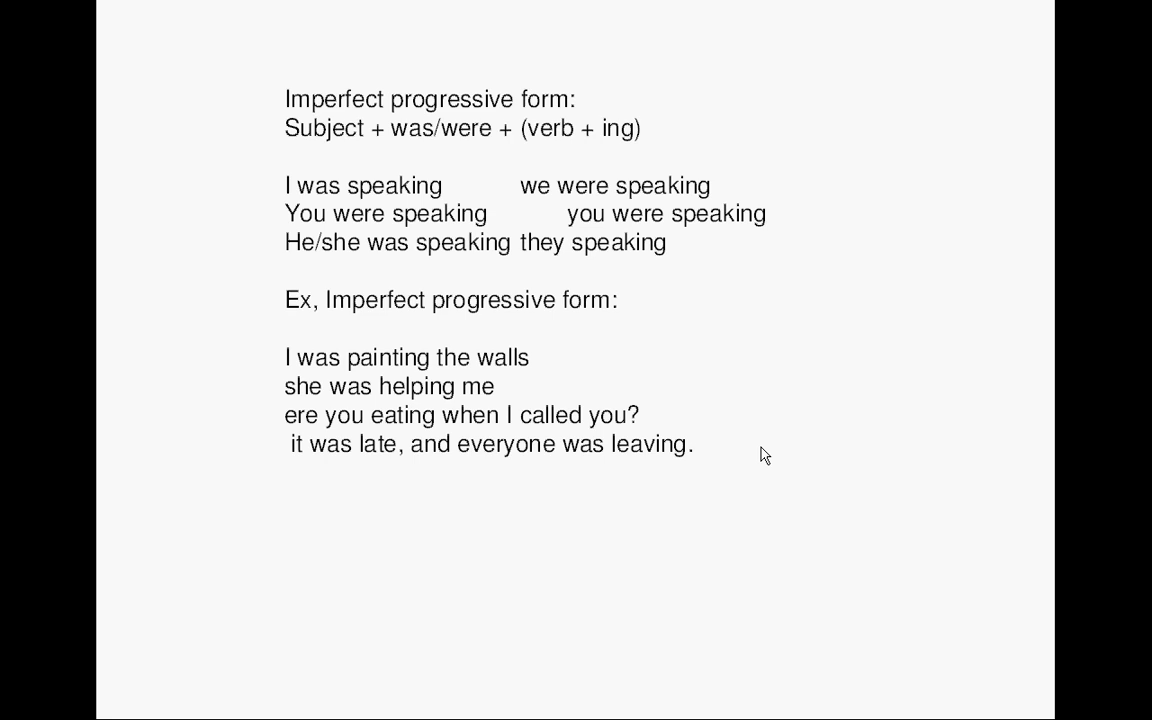 Imperfect progressive form:
Subject + was/were + (verb + ing)
I was speaking we were speaking
You were speaking you were speaking
He/she was speaking they speaking
Ex, Imperfect progressive form:
I was painting the walls
she was helping me
ere you eating when I called you?
it was late, and everyone was leaving.